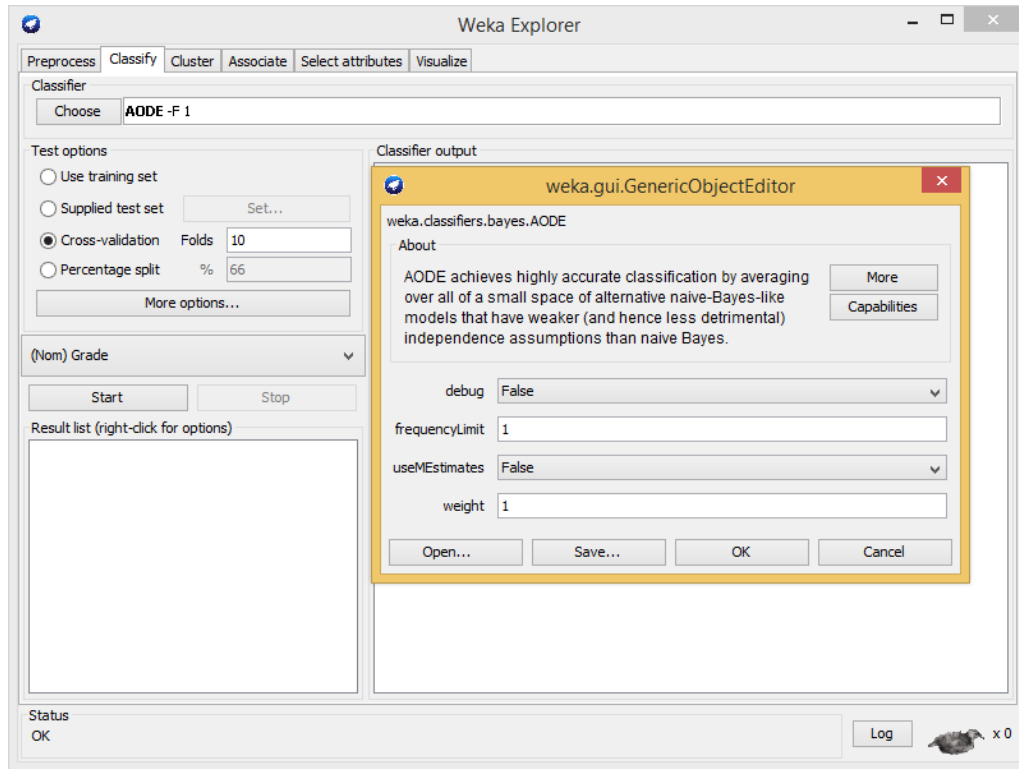 Weka Explorer
Preprocess Classify Cluster Associate Select attributes Visualize
Classifier
Choose AODE -F 1
Test options
Use training set
Supplied test set Set...
Cross-validation Folds 10
Percentage split % 66
More options...
(Nom) Grade
Start Stop
Result list (right-click for options)
Classifier output
weka.gui.GenericObjectEditor
weka.classifiers.bayes.AODE
About
AODE achieves highly accurate classification by averaging
over all of a small space of alternative naive-Bayes-like
models that have weaker (and hence less detrimental)
independence assumptions than naive Bayes.
More
Capabilities
debug False
frequencyLimit 1
useMEstimates False
weight 1
Open... Save... OK Cancel
Status
OK
Log x 0